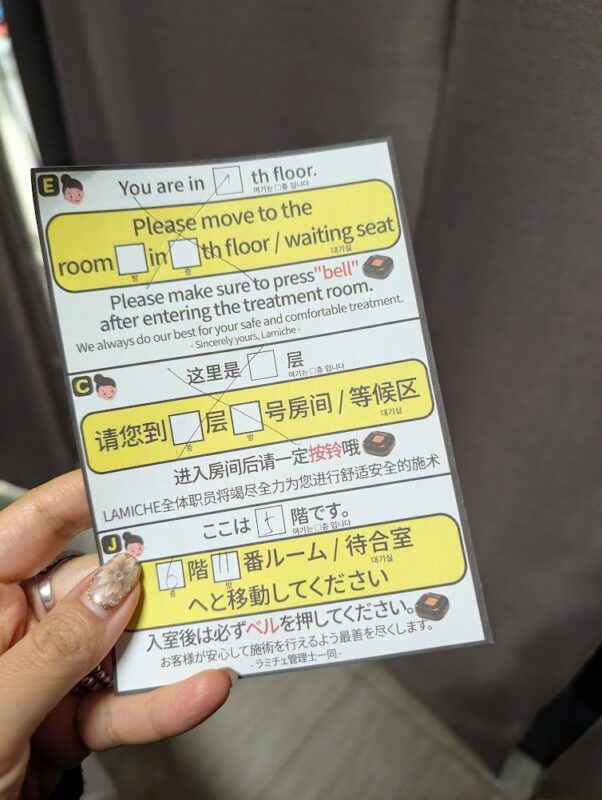 E
You are in th floor.
여기는 □층 입니다
Please move to the
room in th floor / waiting seat
방 층 대기실
Please make sure to press "bell"
after entering the treatment room.
We always do our best for your safe and comfortable treatment.
- Sincerely yours, Lamiche -
C
这里是 层
여기는 □층 입니다
请您到 层 号房间 / 等候区
층 방 대기실
进入房间后请一定按铃哦
LAMICHE全体职员将竭尽全力为您进行舒适安全的施术
J
ここは 5 階です。
여기는 □층 입니다
6 階 11 番ルーム / 待合室
층 방 대기실
へと移動してください
入室後は必ずベルを押してください。
お客様が安心して施術を行えるよう最善を尽くします。
- ラミチェ管理士一同 -